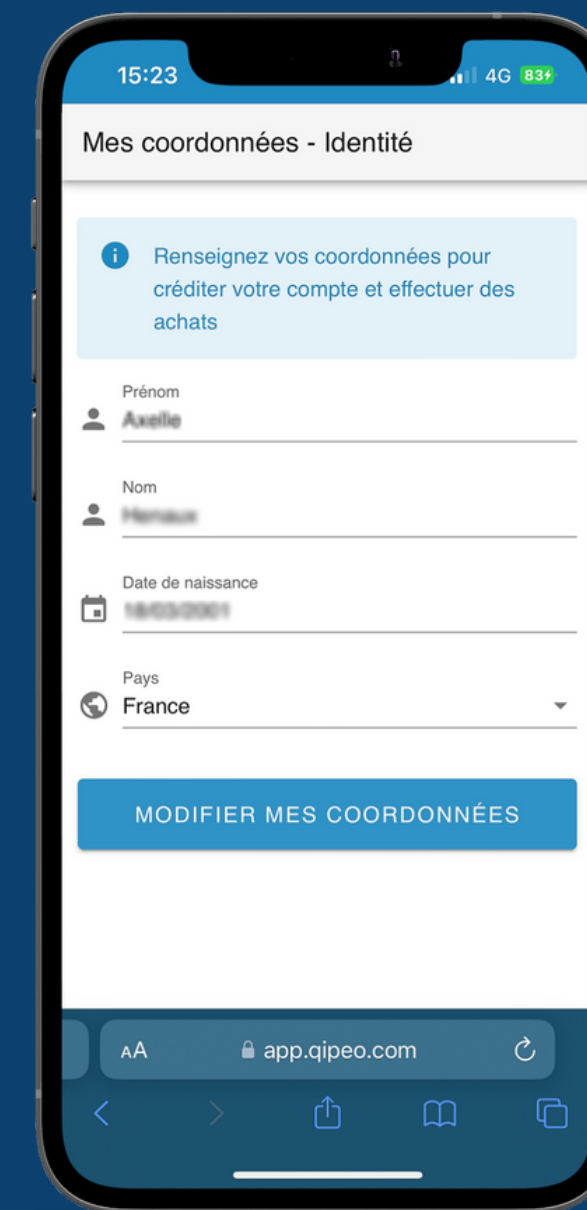 15:23
4G 83
Mes coordonnées - Identité
Renseignez vos coordonnées pour
créditer votre compte et effectuer des
achats
Prénom
Nom
Date de naissance
Pays
France
MODIFIER MES COORDONNÉES
AA
app.qipeo.com